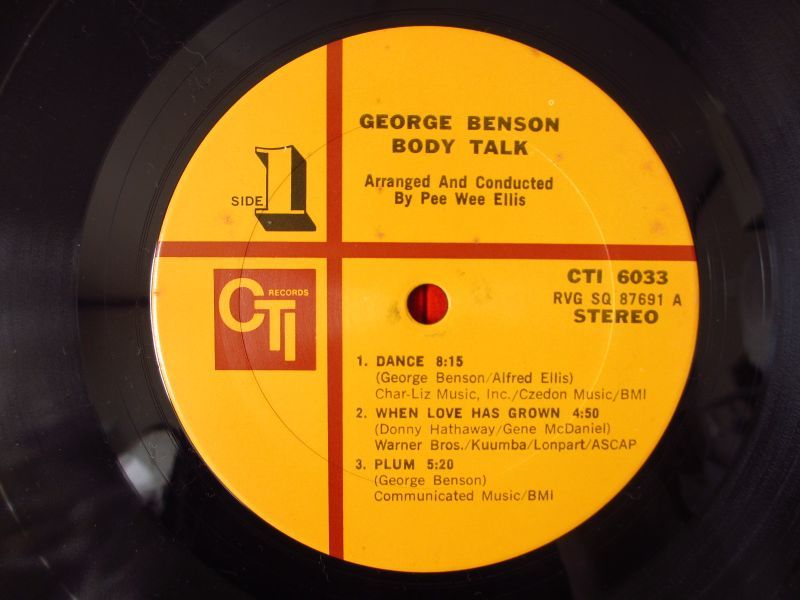 GEORGE BENSON
BODY TALK
Arranged And Conducted
By Pee Wee Ellis
SIDE 1
CTI RECORDS
CTI 6033
RVG SQ 87691 A
STEREO
1. DANCE 8:15
(George Benson/Alfred Ellis)
Char-Liz Music, Inc./Czedon Music/BMI
2. WHEN LOVE HAS GROWN 4:50
(Donny Hathaway/Gene McDaniel)
Warner Bros./Kuumba/Lonpart/ASCAP
3. PLUM 5:20
(George Benson)
Communicated Music/BMI